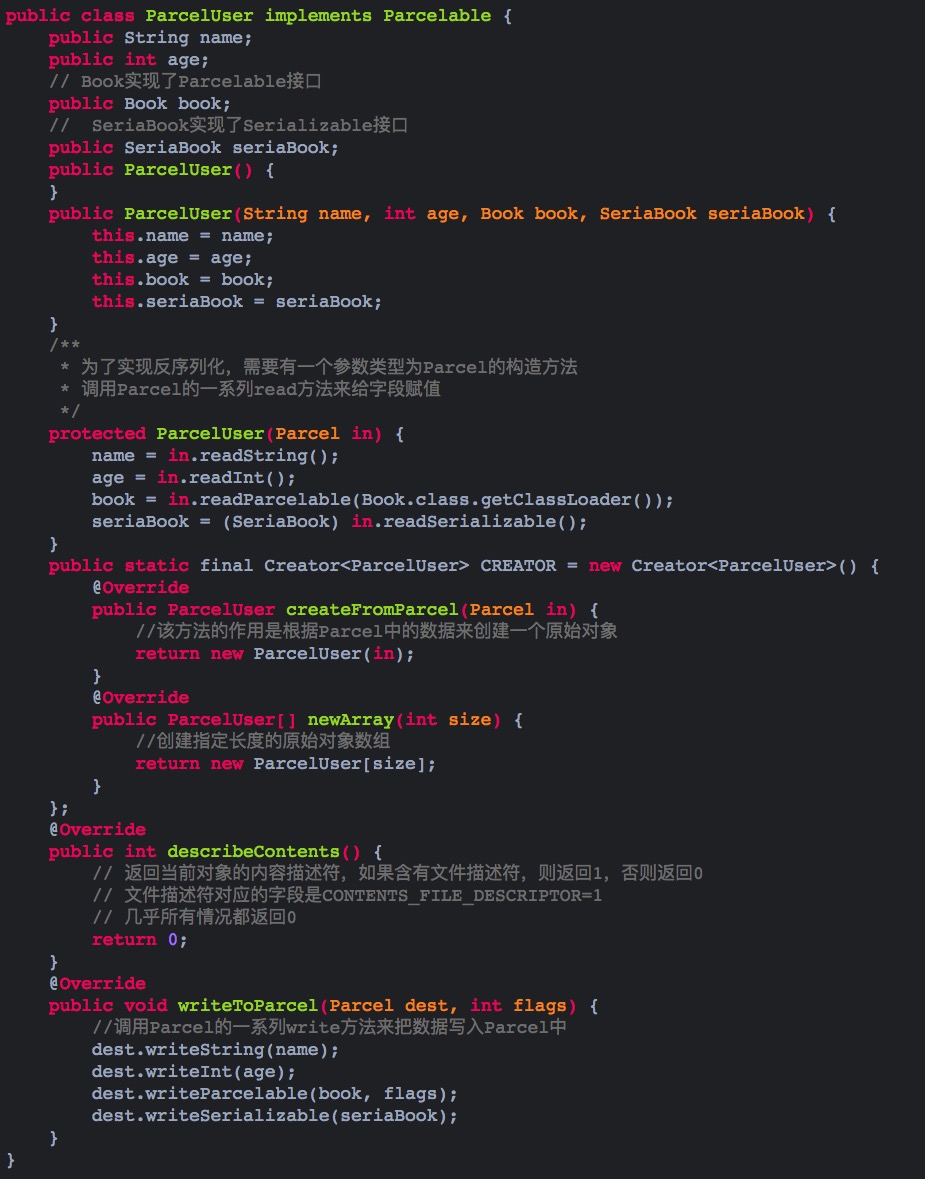 public class ParcelUser implements Parcelable {
    public String name;
    public int age;
    // Book实现了Parcelable接口
    public Book book;
    //  SeriaBook实现了Serializable接口
    public SeriaBook seriaBook;
    public ParcelUser() {
    }
    public ParcelUser(String name, int age, Book book, SeriaBook seriaBook) {
        this.name = name;
        this.age = age;
        this.book = book;
        this.seriaBook = seriaBook;
    }
    /**
     * 为了实现反序列化，需要有一个参数类型为Parcel的构造方法
     * 调用Parcel的一系列read方法来给字段赋值
     */
    protected ParcelUser(Parcel in) {
        name = in.readString();
        age = in.readInt();
        book = in.readParcelable(Book.class.getClassLoader());
        seriaBook = (SeriaBook) in.readSerializable();
    }
    public static final Creator<ParcelUser> CREATOR = new Creator<ParcelUser>() {
        @Override
        public ParcelUser createFromParcel(Parcel in) {
            //该方法的作用是根据Parcel中的数据来创建一个原始对象
            return new ParcelUser(in);
        }
        @Override
        public ParcelUser[] newArray(int size) {
            //创建指定长度的原始对象数组
            return new ParcelUser[size];
        }
    };
    @Override
    public int describeContents() {
        // 返回当前对象的内容描述符，如果含有文件描述符，则返回1，否则返回0
        // 文件描述符对应的字段是CONTENTS_FILE_DESCRIPTOR=1
        // 几乎所有情况都返回0
        return 0;
    }
    @Override
    public void writeToParcel(Parcel dest, int flags) {
        //调用Parcel的一系列write方法来把数据写入Parcel中
        dest.writeString(name);
        dest.writeInt(age);
        dest.writeParcelable(book, flags);
        dest.writeSerializable(seriaBook);
    }
}